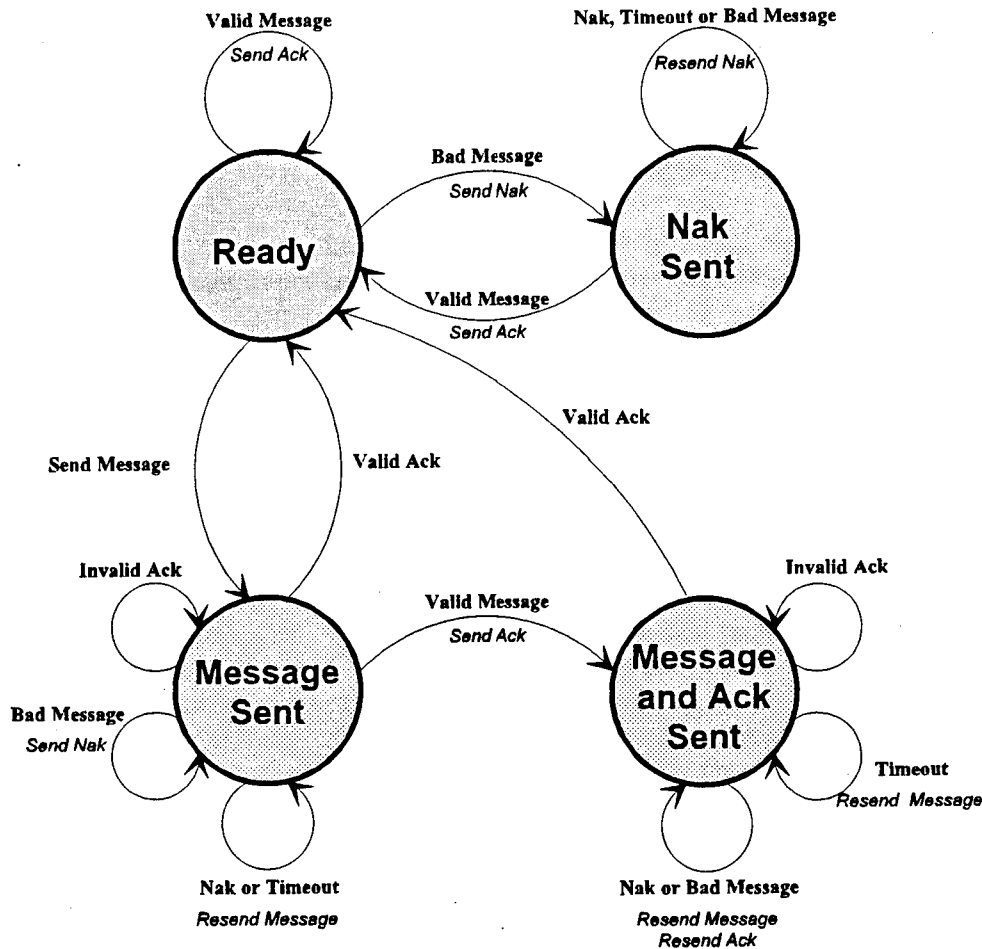 Valid Message
Send Ack
Nak, Timeout or Bad Message
Resend Nak
Bad Message
Send Nak
Ready
Nak
Sent
Valid Message
Send Ack
Valid Ack
Send Message
Valid Ack
Invalid Ack
Valid Message
Send Ack
Invalid Ack
Message
Sent
Message
and Ack
Sent
Bad Message
Send Nak
Timeout
Resend Message
Nak or Timeout
Resend Message
Nak or Bad Message
Resend Message
Resend Ack